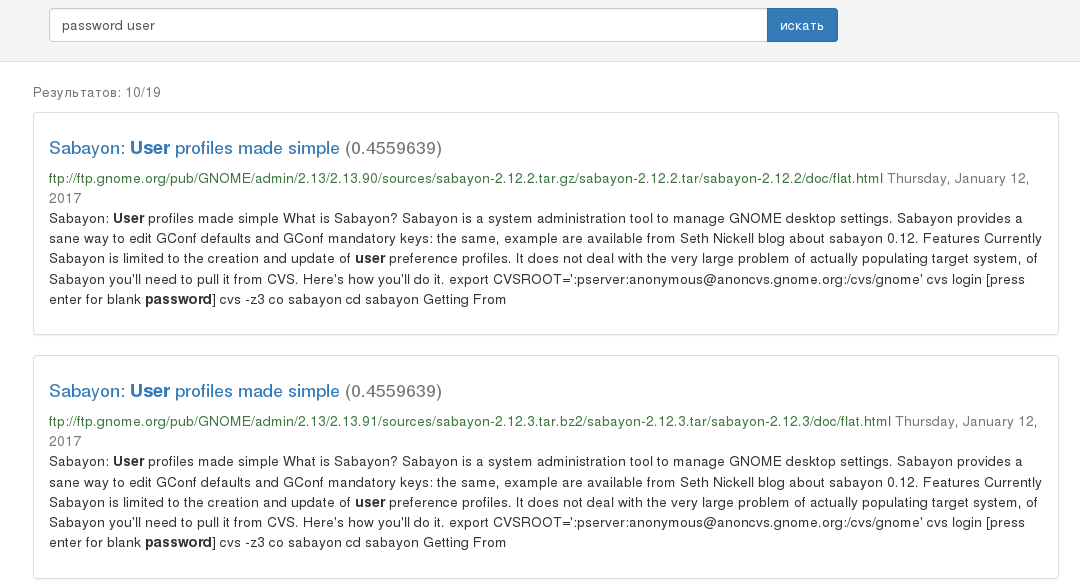 password user
искать
Результатов: 10/19
Sabayon: User profiles made simple (0.4559639)
ftp://ftp.gnome.org/pub/GNOME/admin/2.13/2.13.90/sources/sabayon-2.12.2.tar.gz/sabayon-2.12.2.tar/sabayon-2.12.2/doc/flat.html Thursday, January 12,
2017
Sabayon: User profiles made simple What is Sabayon? Sabayon is a system administration tool to manage GNOME desktop settings. Sabayon provides a
sane way to edit GConf defaults and GConf mandatory keys: the same, example are available from Seth Nickell blog about sabayon 0.12. Features Currently
Sabayon is limited to the creation and update of user preference profiles. It does not deal with the very large problem of actually populating target system, of
Sabayon you'll need to pull it from CVS. Here's how you'll do it. export CVSROOT=':pserver:anonymous@anoncvs.gnome.org:/cvs/gnome' cvs login [press
enter for blank password] cvs -z3 co sabayon cd sabayon Getting From
Sabayon: User profiles made simple (0.4559639)
ftp://ftp.gnome.org/pub/GNOME/admin/2.13/2.13.91/sources/sabayon-2.12.3.tar.bz2/sabayon-2.12.3.tar/sabayon-2.12.3/doc/flat.html Thursday, January 12,
2017
Sabayon: User profiles made simple What is Sabayon? Sabayon is a system administration tool to manage GNOME desktop settings. Sabayon provides a
sane way to edit GConf defaults and GConf mandatory keys: the same, example are available from Seth Nickell blog about sabayon 0.12. Features Currently
Sabayon is limited to the creation and update of user preference profiles. It does not deal with the very large problem of actually populating target system, of
Sabayon you'll need to pull it from CVS. Here's how you'll do it. export CVSROOT=':pserver:anonymous@anoncvs.gnome.org:/cvs/gnome' cvs login [press
enter for blank password] cvs -z3 co sabayon cd sabayon Getting From